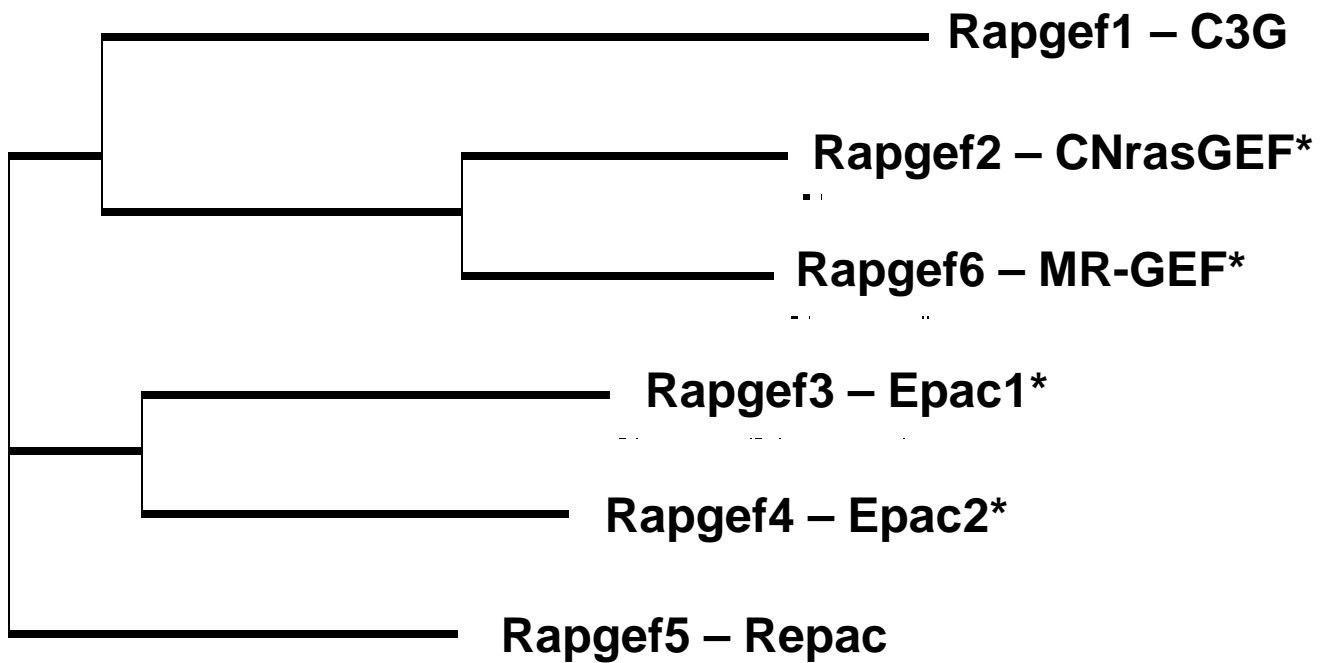 Rapgef1 – C3G
Rapgef2 – CNrasGEF*
Rapgef6 – MR-GEF*
Rapgef3 – Epac1*
Rapgef4 – Epac2*
Rapgef5 – Repac